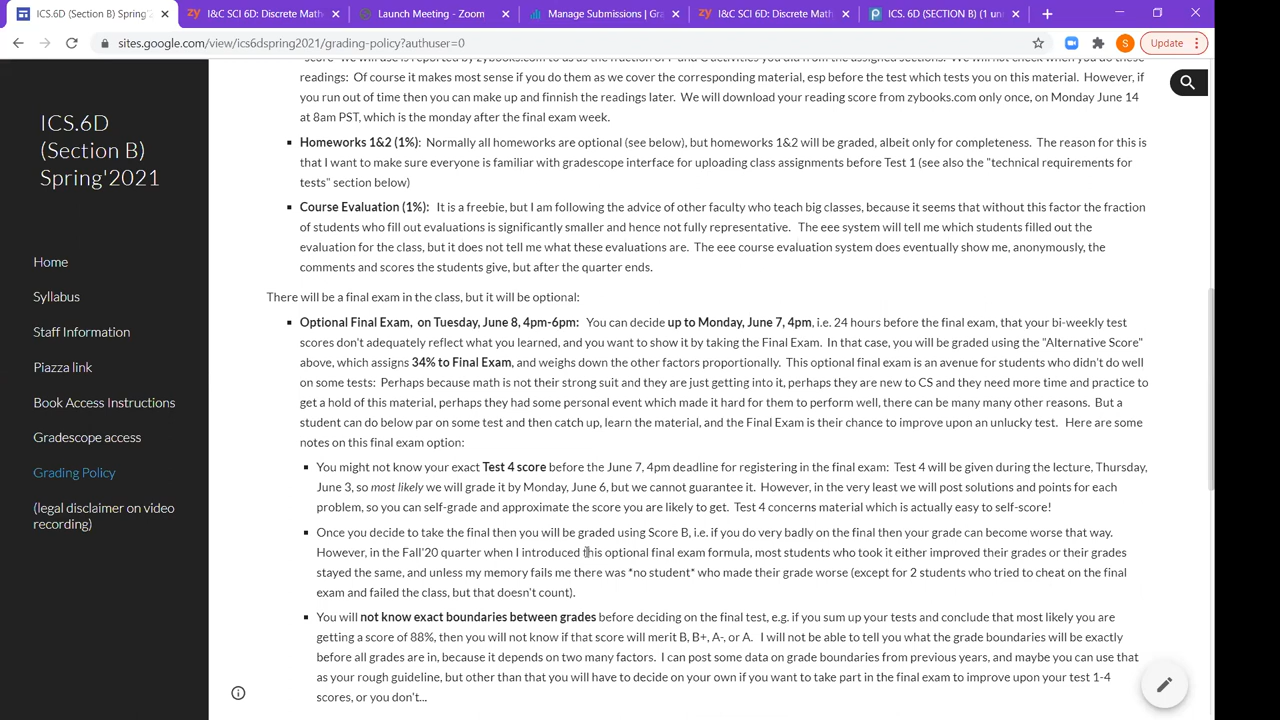 ICS.6D (Section B) Spring'
I&C SCI 6D: Discrete Math
Launch Meeting - Zoom
Manage Submissions | Gra
I&C SCI 6D: Discrete Math
ICS. 6D (SECTION B) (1 un
sites.google.com/view/ics6dspring2021/grading-policy?authuser=0
S
Update
ICS.6D
(Section B)
Spring'2021
Home
Syllabus
Staff Information
Piazza link
Book Access Instructions
Gradescope access
Grading Policy
(legal disclaimer on video
recording)
readings: Of course it makes most sense if you do them as we cover the corresponding material, esp before the test which tests you on this material. However, if
you run out of time then you can make up and finnish the readings later. We will download your reading score from zybooks.com only once, on Monday June 14
at 8am PST, which is the monday after the final exam week.
Homeworks 1&2 (1%): Normally all homeworks are optional (see below), but homeworks 1&2 will be graded, albeit only for completeness. The reason for this is
that I want to make sure everyone is familiar with gradescope interface for uploading class assignments before Test 1 (see also the "technical requirements for
tests" section below)
Course Evaluation (1%): It is a freebie, but I am following the advice of other faculty who teach big classes, because it seems that without this factor the fraction
of students who fill out evaluations is significantly smaller and hence not fully representative. The eee system will tell me which students filled out the
evaluation for the class, but it does not tell me what these evaluations are. The eee course evaluation system does eventually show me, anonymously, the
comments and scores the students give, but after the quarter ends.
There will be a final exam in the class, but it will be optional:
Optional Final Exam, on Tuesday, June 8, 4pm-6pm: You can decide up to Monday, June 7, 4pm, i.e. 24 hours before the final exam, that your bi-weekly test
scores don't adequately reflect what you learned, and you want to show it by taking the Final Exam. In that case, you will be graded using the "Alternative Score"
above, which assigns 34% to Final Exam, and weighs down the other factors proportionally. This optional final exam is an avenue for students who didn't do well
on some tests: Perhaps because math is not their strong suit and they are just getting into it, perhaps they are new to CS and they need more time and practice to
get a hold of this material, perhaps they had some personal event which made it hard for them to perform well, there can be many many other reasons. But a
student can do below par on some test and then catch up, learn the material, and the Final Exam is their chance to improve upon an unlucky test. Here are some
notes on this final exam option:
You might not know your exact Test 4 score before the June 7, 4pm deadline for registering in the final exam: Test 4 will be given during the lecture, Thursday,
June 3, so most likely we will grade it by Monday, June 6, but we cannot guarantee it. However, in the very least we will post solutions and points for each
problem, so you can self-grade and approximate the score you are likely to get. Test 4 concerns material which is actually easy to self-score!
Once you decide to take the final then you will be graded using Score B, i.e. if you do very badly on the final then your grade can become worse that way.
However, in the Fall'20 quarter when I introduced this optional final exam formula, most students who took it either improved their grades or their grades
stayed the same, and unless my memory fails me there was *no student* who made their grade worse (except for 2 students who tried to cheat on the final
exam and failed the class, but that doesn't count).
You will not know exact boundaries between grades before deciding on the final test, e.g. if you sum up your tests and conclude that most likely you are
getting a score of 88%, then you will not know if that score will merit B, B+, A-, or A. I will not be able to tell you what the grade boundaries will be exactly
before all grades are in, because it depends on two many factors. I can post some data on grade boundaries from previous years, and maybe you can use that
as your rough guideline, but other than that you will have to decide on your own if you want to take part in the final exam to improve upon your test 1-4
scores, or you don't...